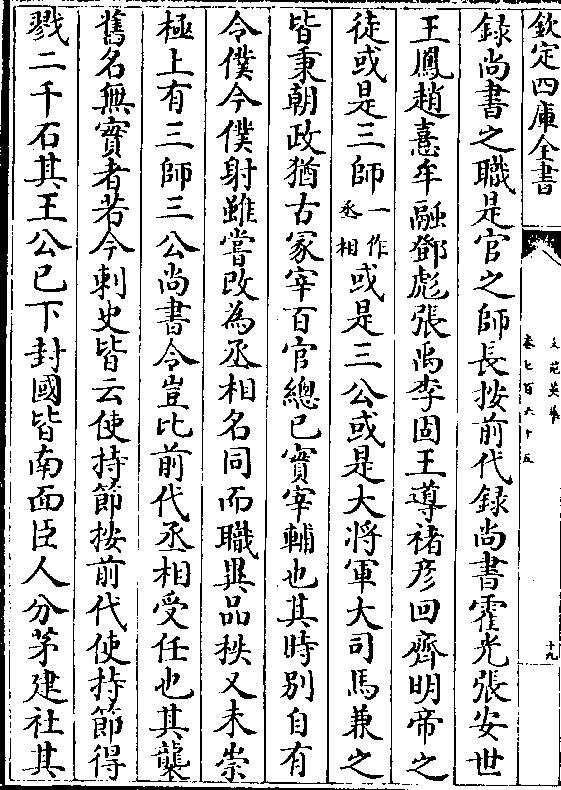 欽定四庫全書
文苑英華
卷七百六十五
十九
録尚書之職是官之師長按前代録尚書霍光張安世
王鳳趙憙牟融鄧彪張禹李固王導褚彦回齊明帝之
徒或是三師一作丞相或是三公或是大将軍大司馬兼之
皆秉朝政猶古冢宰百官總已實宰輔也其時别自有
令僕今僕射雖嘗改為丞相名同而職異品秩又未崇
極上有三師三公尚書令豈比前代丞相受任也其襲
舊名無實者若今刺史皆云使持節按前代使持節得
戮二千石其王公已下封國皆南面臣人分茅建社其